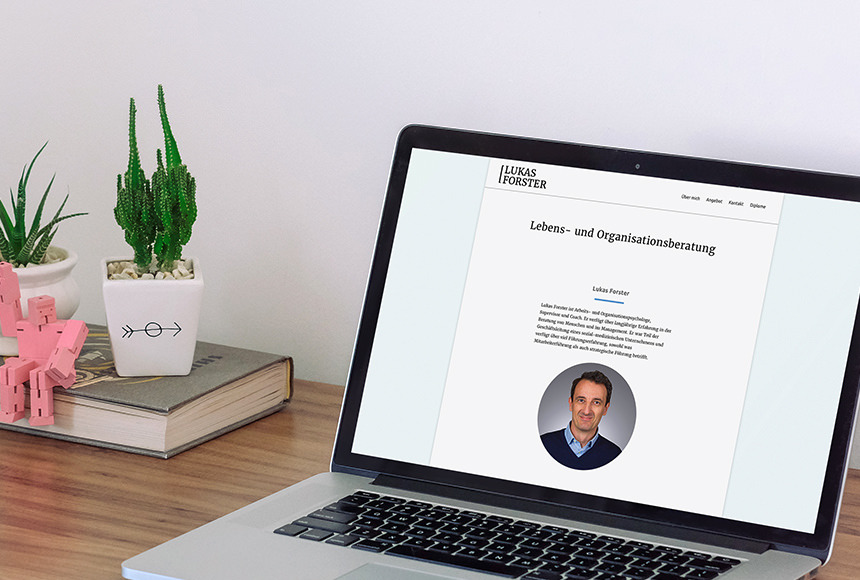 LUKAS
FORSTER
Über mich Angebot Kontakt Diplome
Lebens- und Organisationsberatung
Lukas Forster
Lukas Forster ist Arbeits- und Organisationspsychologe,
Supervisor und Coach. Er verfügt über langjährige Erfahrung in der
Beratung von Menschen und im Management. Er war Teil der
Geschäftsleitung eines sozial-medizinischen Unternehmens und
verfügt über viel Führungserfahrung, sowohl was
Mitarbeiterführung als auch strategische Führung betrifft.